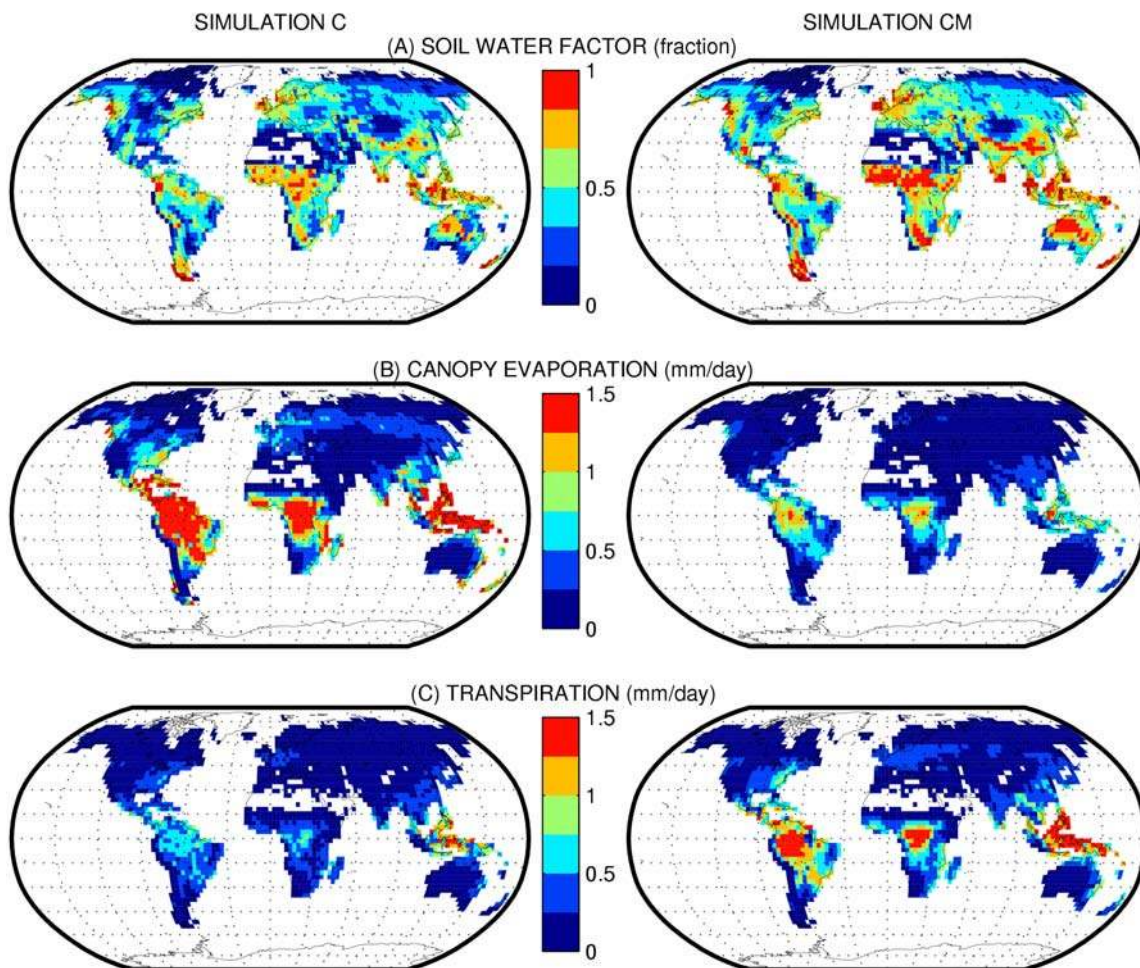 SIMULATION C
SIMULATION CM
(A) SOIL WATER FACTOR (fraction)
1
0.5
0
(B) CANOPY EVAPORATION (mm/day)
1.5
1
0.5
0
(C) TRANSPIRATION (mm/day)
1.5
1
0.5
0